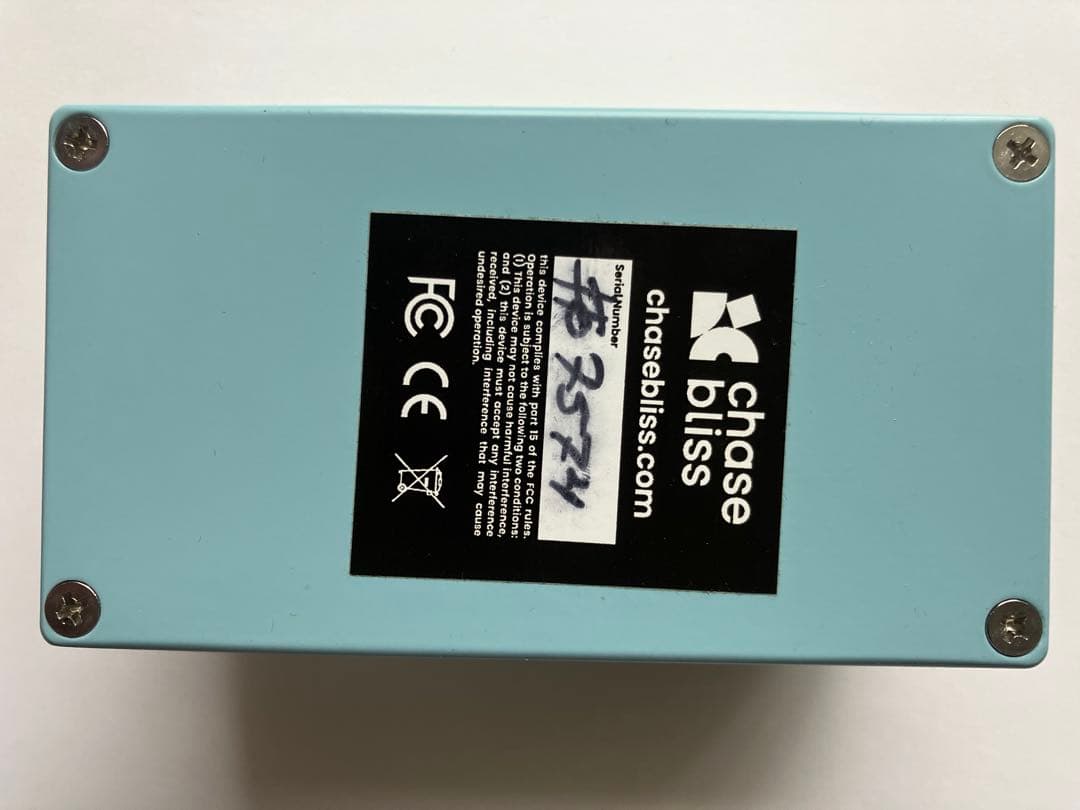 chase
bliss
chasebliss.com
Serial Number
#B 2574
this device complies with part 15 of the FCC rules.
Operation is subject to the following two conditions:
(1) This device may not cause harmful interference,
and (2) this device must accept any interference
received, including interference that may cause
undesired operation.
FC CE